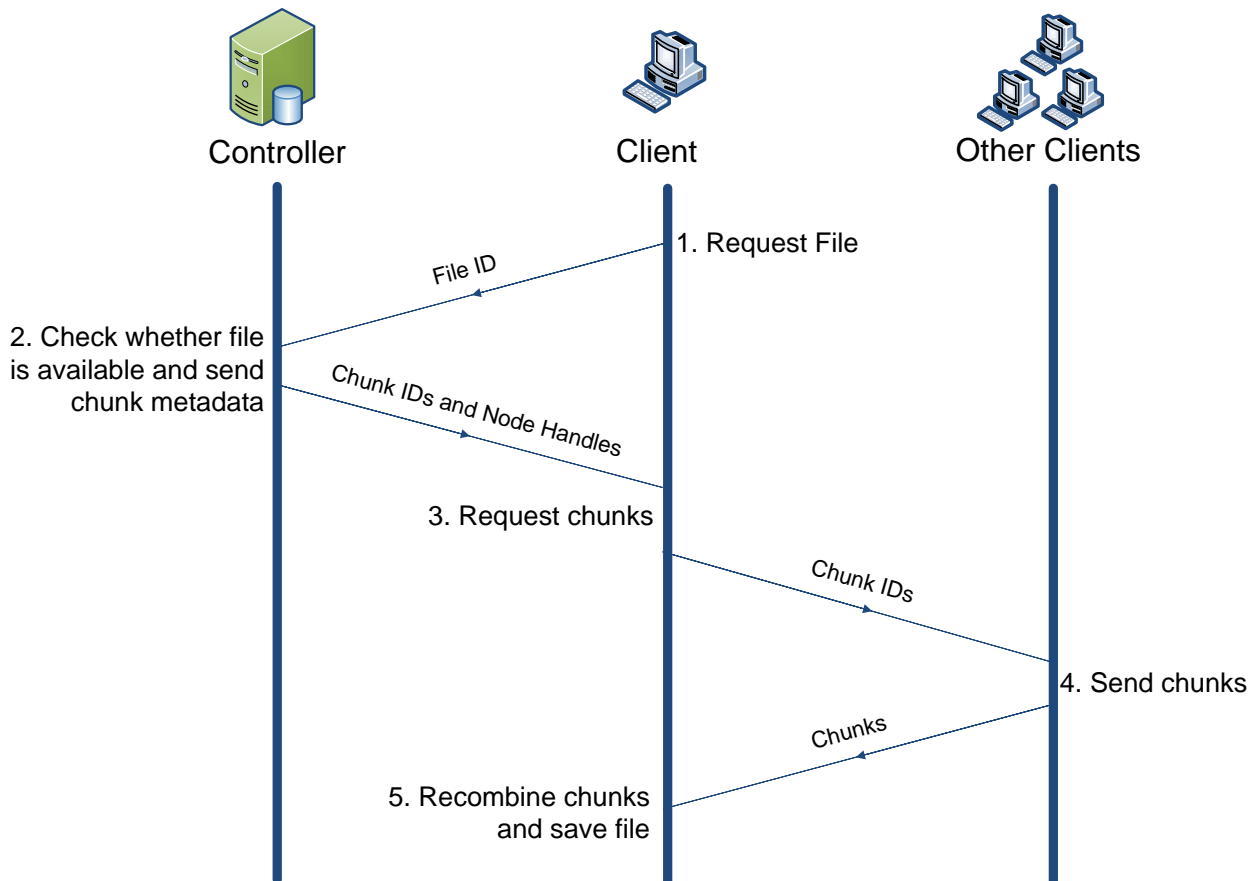 Controller
Client
Other Clients
1. Request File
File ID
2. Check whether file
is available and send
chunk metadata
Chunk IDs and Node Handles
3. Request chunks
Chunk IDs
4. Send chunks
Chunks
5. Recombine chunks
and save file